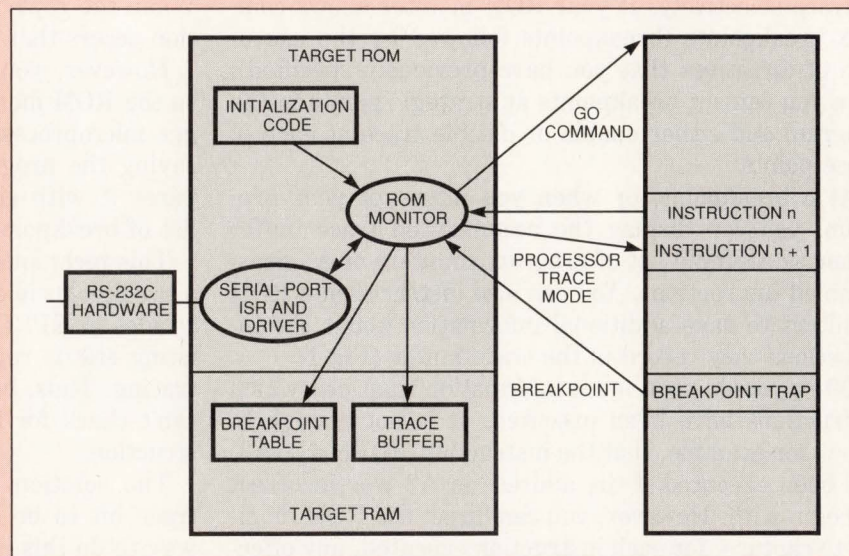 TARGET ROM
INITIALIZATION
CODE
GO
COMMAND
ROM
MONITOR
INSTRUCTION n
INSTRUCTION n + 1
PROCESSOR
TRACE
MODE
RS-232C
HARDWARE
SERIAL-PORT
ISR AND
DRIVER
BREAKPOINT
BREAKPOINT TRAP
BREAKPOINT
TABLE
TRACE
BUFFER
TARGET RAM